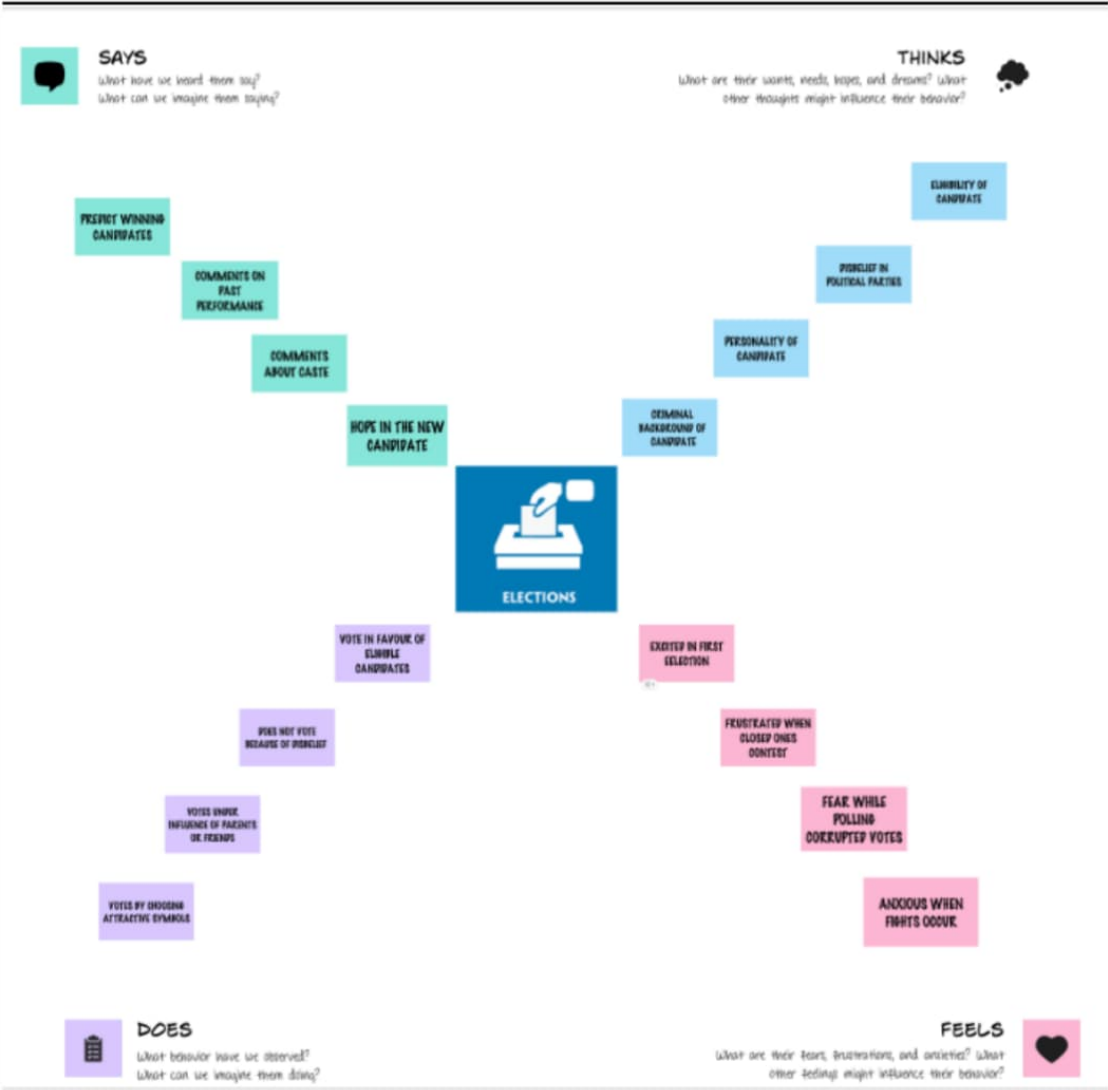 SAYS
What have we heard them say?
What can we imagine them saying?
THINKS
What are their wants, needs, hopes, and dreams? What
other thoughts might influence their behavior?
PREDICT WINNING
CANDIDATES
COMMENTS ON
PAST
PERFORMANCE
COMMENTS
ABOUT CASTE
HOPE IN THE NEW
CANDIDATE
ELIGIBILITY OF
CANDIDATE
DISBELIEF IN
POLITICAL PARTIES
PERSONALITY OF
CANDIDATE
CRIMINAL
BACKGROUND OF
CANDIDATE
ELECTIONS
VOTE IN FAVOUR OF
ELIGIBLE
CANDIDATES
DOES NOT VOTE
BECAUSE OF DISBELIEF
VOTES UNDER
INFLUENCE OF PARENTS
OR FRIENDS
VOTES BY CHOOSING
ATTRACTIVE SYMBOLS
EXCITED IN FIRST
EELECTION
FRUSTRATED WHEN
CLOSED ONES
CONTEST
FEAR WHILE
POLLING
CORRUPTED VOTES
ANXIOUS WHEN
FIGHTS OCCUR
DOES
What behavior have we observed?
What can we imagine them doing?
FEELS
What are their fears, frustrations, and anxieties? What
other feelings might influence their behavior?